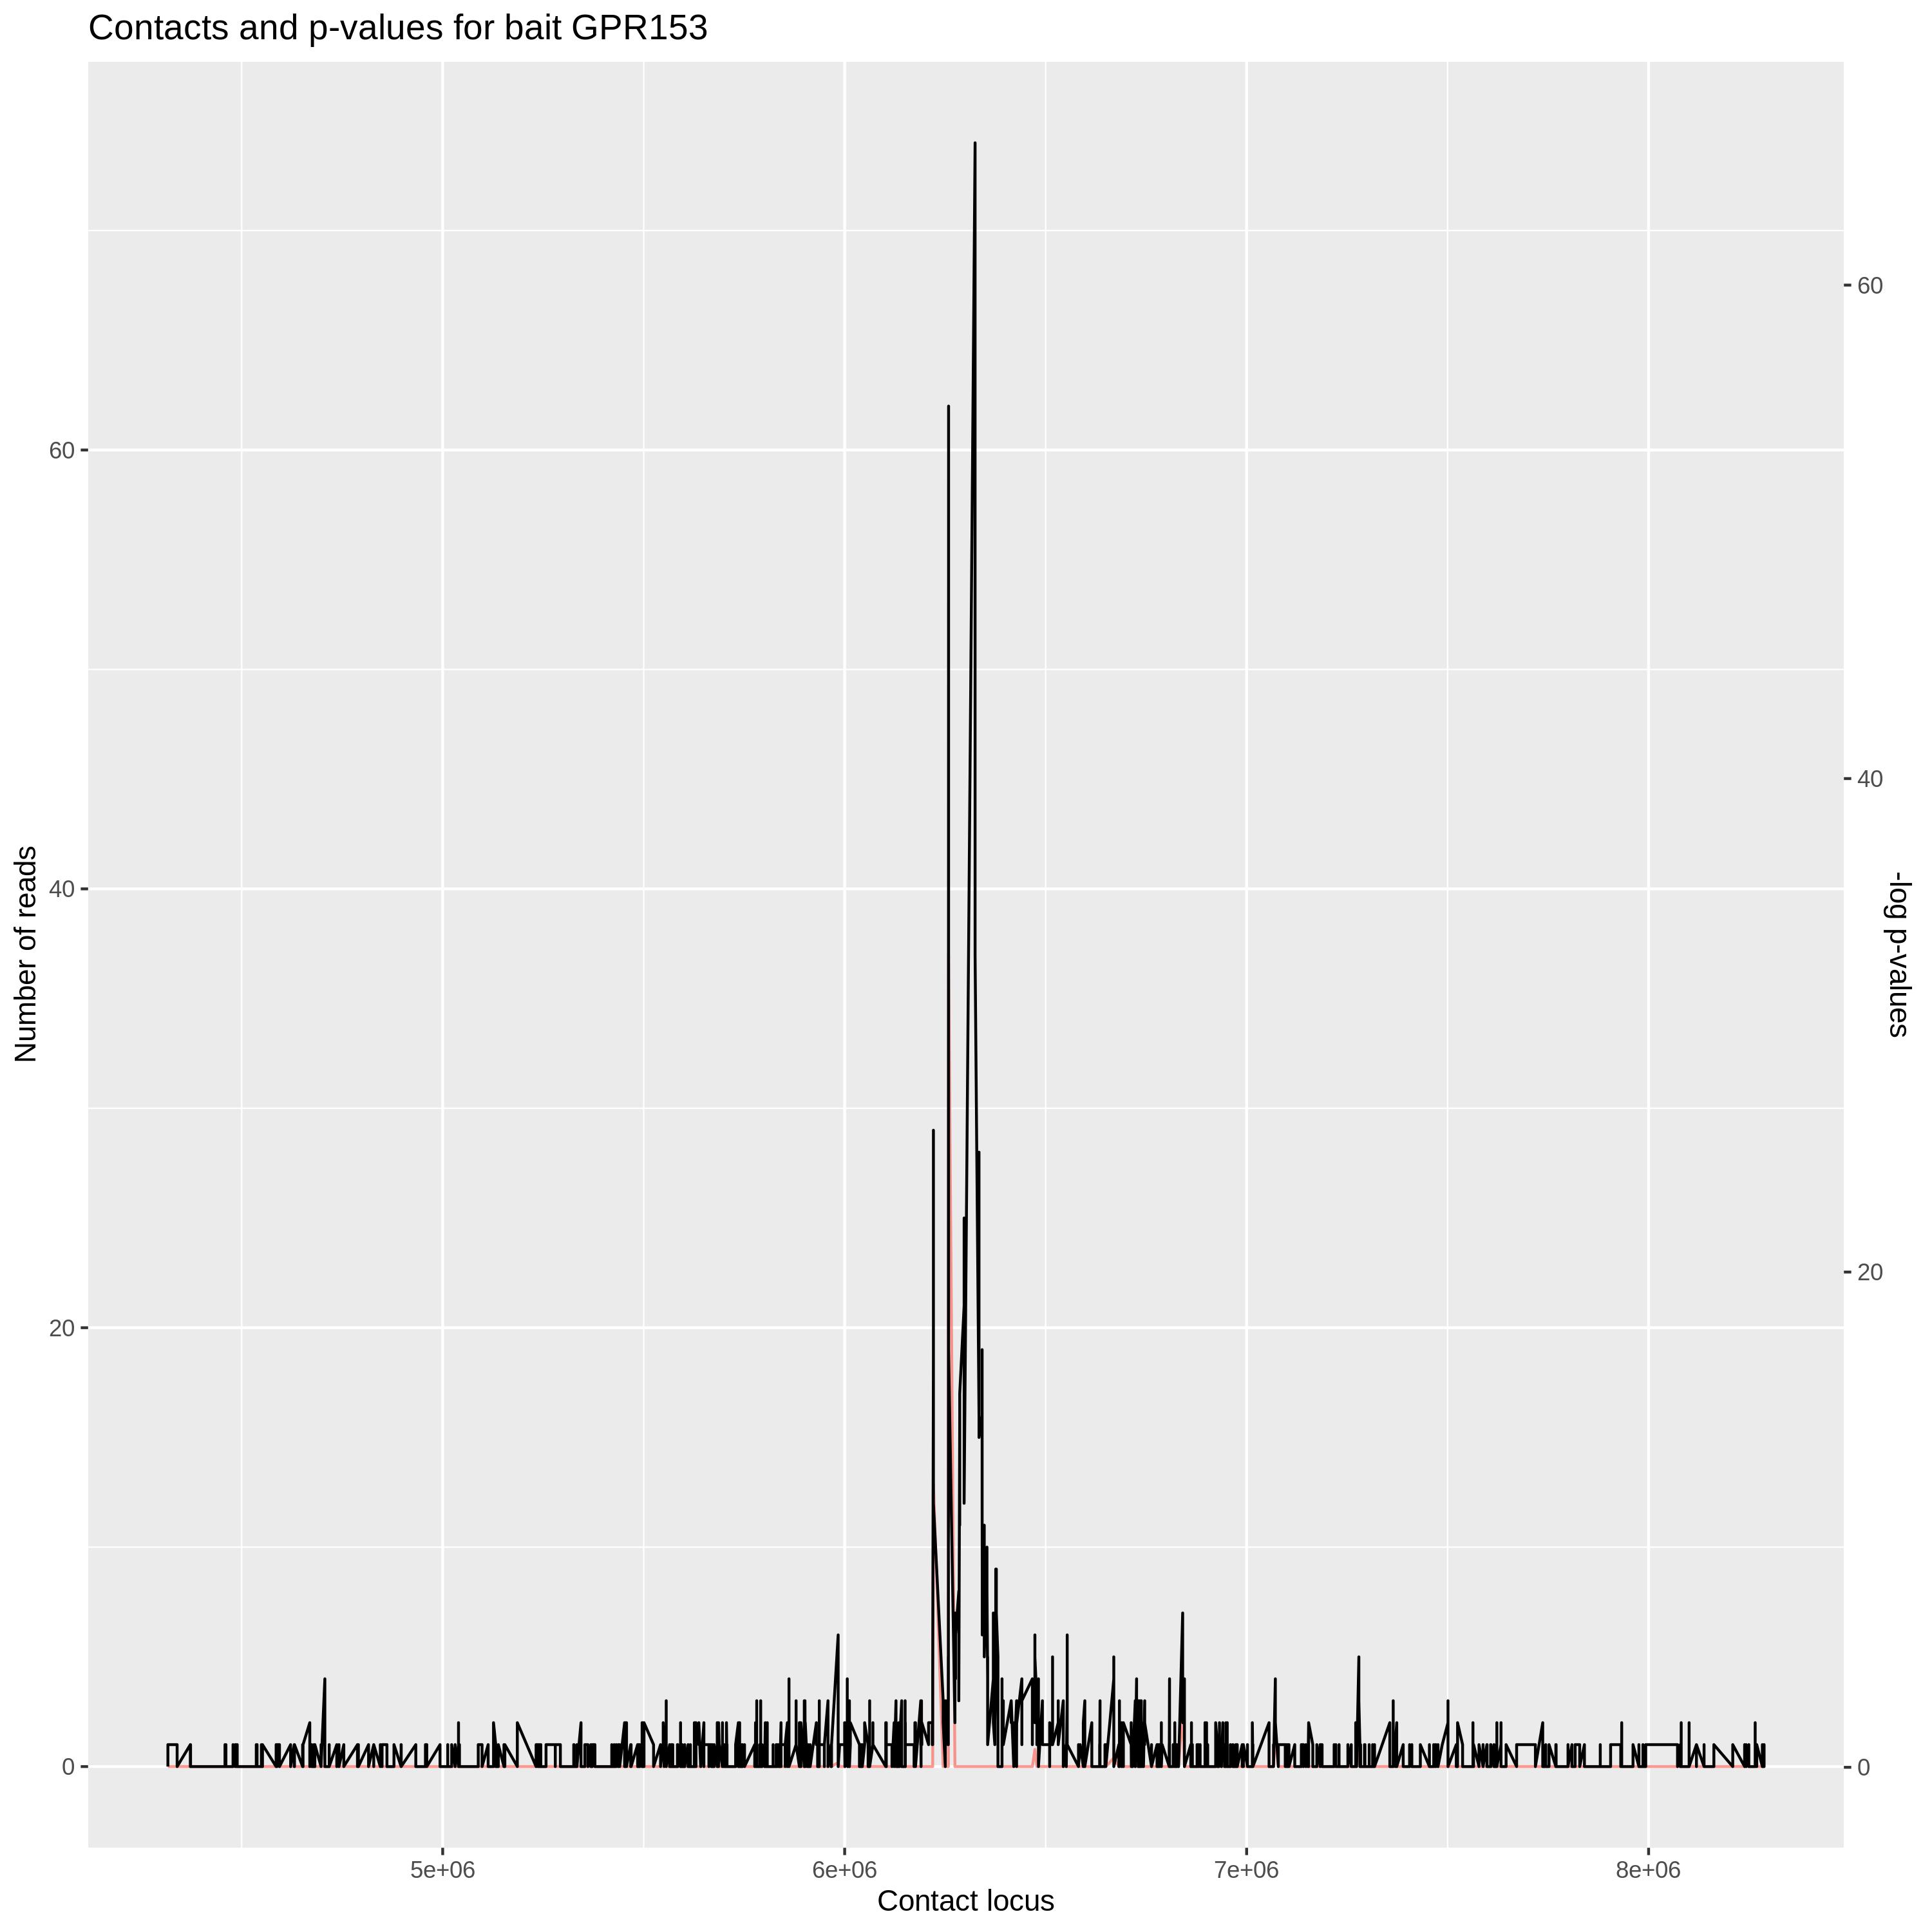 Contacts and p-values for bait GPR153
Number of reads
60
40
20
0
60
40
20
0
-log p-values
5e+06 6e+06 7e+06 8e+06
Contact locus